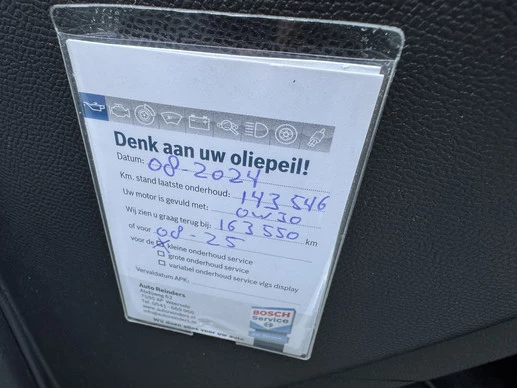 Denk aan uw oliepeil!
Datum: 08-2024
Km. stand laatste onderhoud: 143 546
Uw motor is gevuld met: 0W30
Wij zien u graag terug bij: 163 550 km
of voor 08-25
voor de kleine onderhoud service
grote onderhoud service
variabel onderhoud service vlgs display
Vervaldatum APK:
Auto Reinders
BOSCH
Service